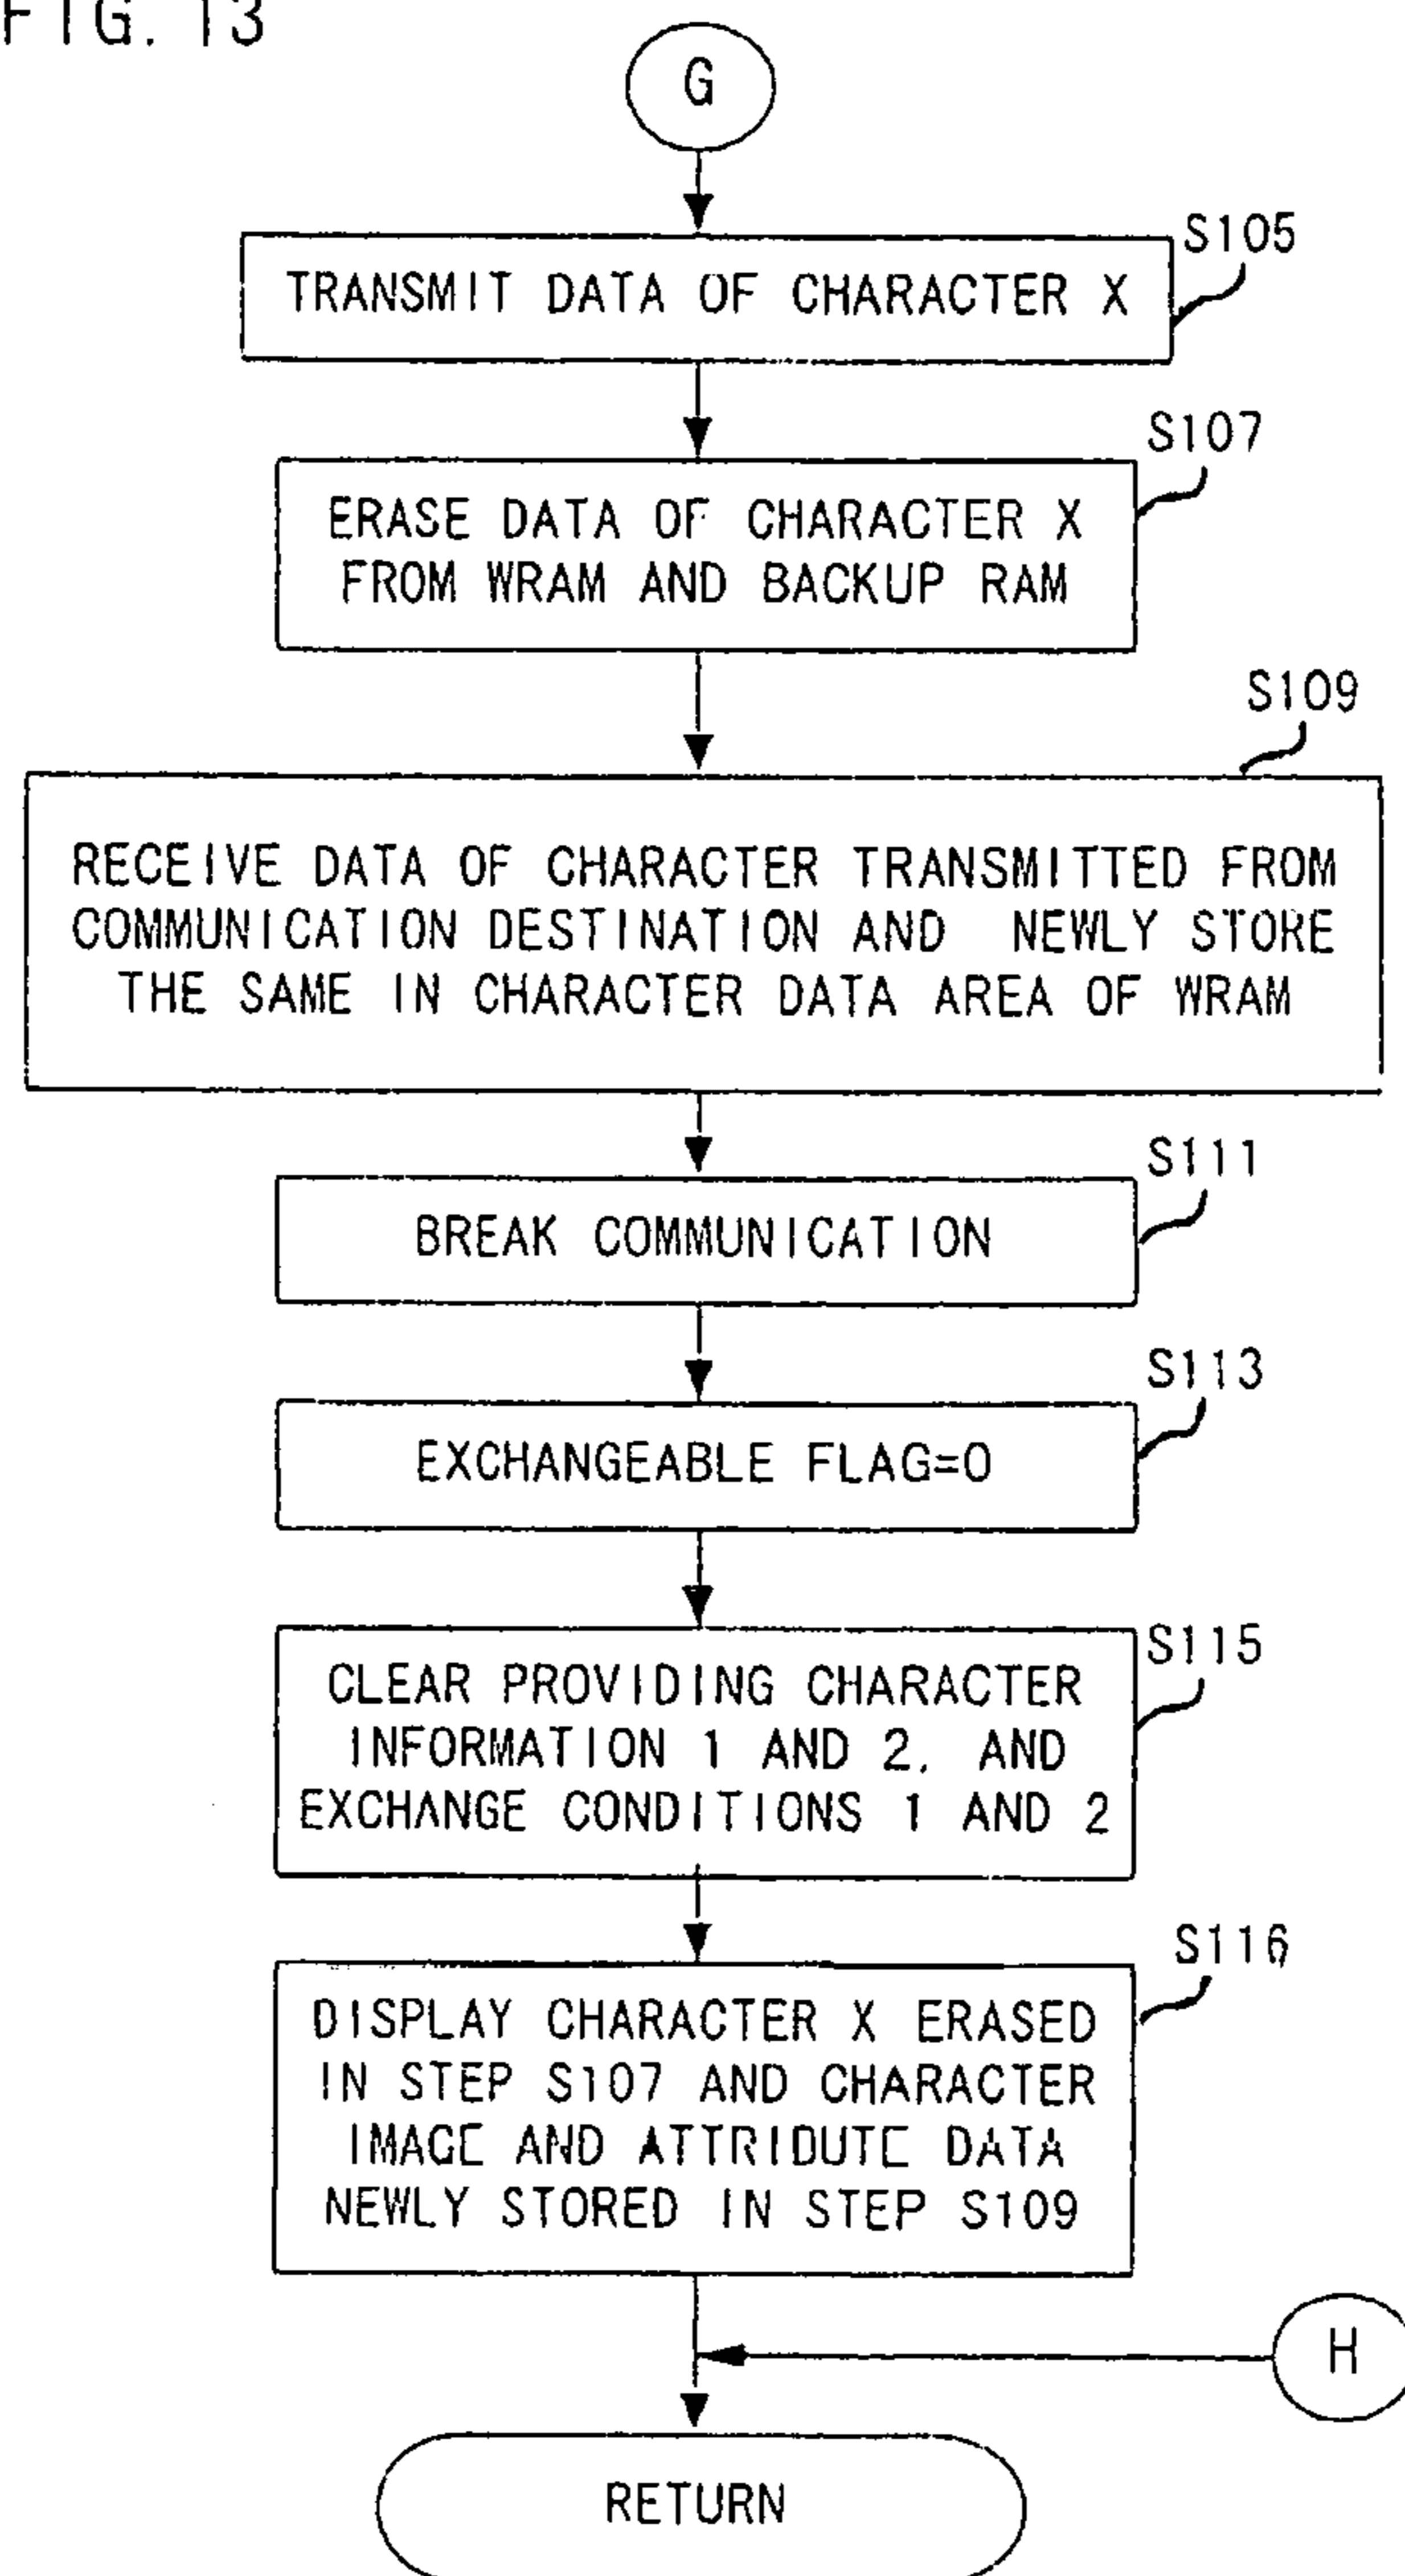 FIG. 13
G
S105
TRANSMIT DATA OF CHARACTER X
S107
ERASE DATA OF CHARACTER X
FROM WRAM AND BACKUP RAM
S109
RECEIVE DATA OF CHARACTER TRANSMITTED FROM
COMMUNICATION DESTINATION AND NEWLY STORE
THE SAME IN CHARACTER DATA AREA OF WRAM
S111
BREAK COMMUNICATION
S113
EXCHANGEABLE FLAG=0
S115
CLEAR PROVIDING CHARACTER
INFORMATION 1 AND 2, AND
EXCHANGE CONDITIONS 1 AND 2
S116
DISPLAY CHARACTER X ERASED
IN STEP S107 AND CHARACTER
IMAGE AND ATTRIBUTE DATA
NEWLY STORED IN STEP S109
H
RETURN